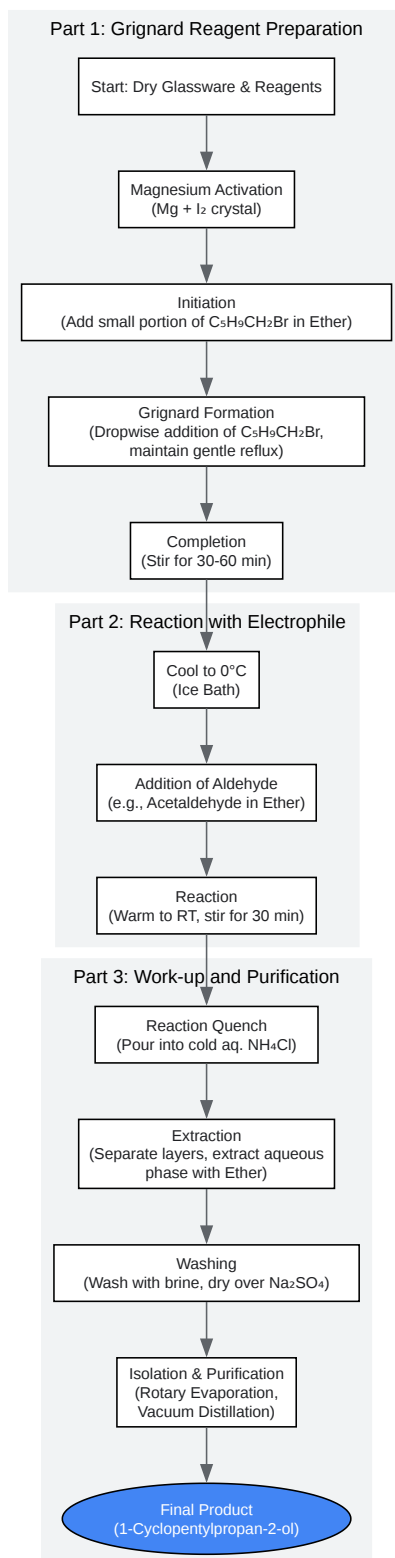 Part 1: Grignard Reagent Preparation
Start: Dry Glassware & Reagents
Magnesium Activation
(Mg + I₂ crystal)
Initiation
(Add small portion of C₅H₉CH₂Br in Ether)
Grignard Formation
(Dropwise addition of C₅H₉CH₂Br,
maintain gentle reflux)
Completion
(Stir for 30-60 min)
Part 2: Reaction with Electrophile
Cool to 0°C
(Ice Bath)
Addition of Aldehyde
(e.g., Acetaldehyde in Ether)
Reaction
(Warm to RT, stir for 30 min)
Part 3: Work-up and Purification
Reaction Quench
(Pour into cold aq. NH₄Cl)
Extraction
(Separate layers, extract aqueous
phase with Ether)
Washing
(Wash with brine, dry over Na₂SO₄)
Isolation & Purification
(Rotary Evaporation,
Vacuum Distillation)
Final Product
(1-Cyclopentylpropan-2-ol)